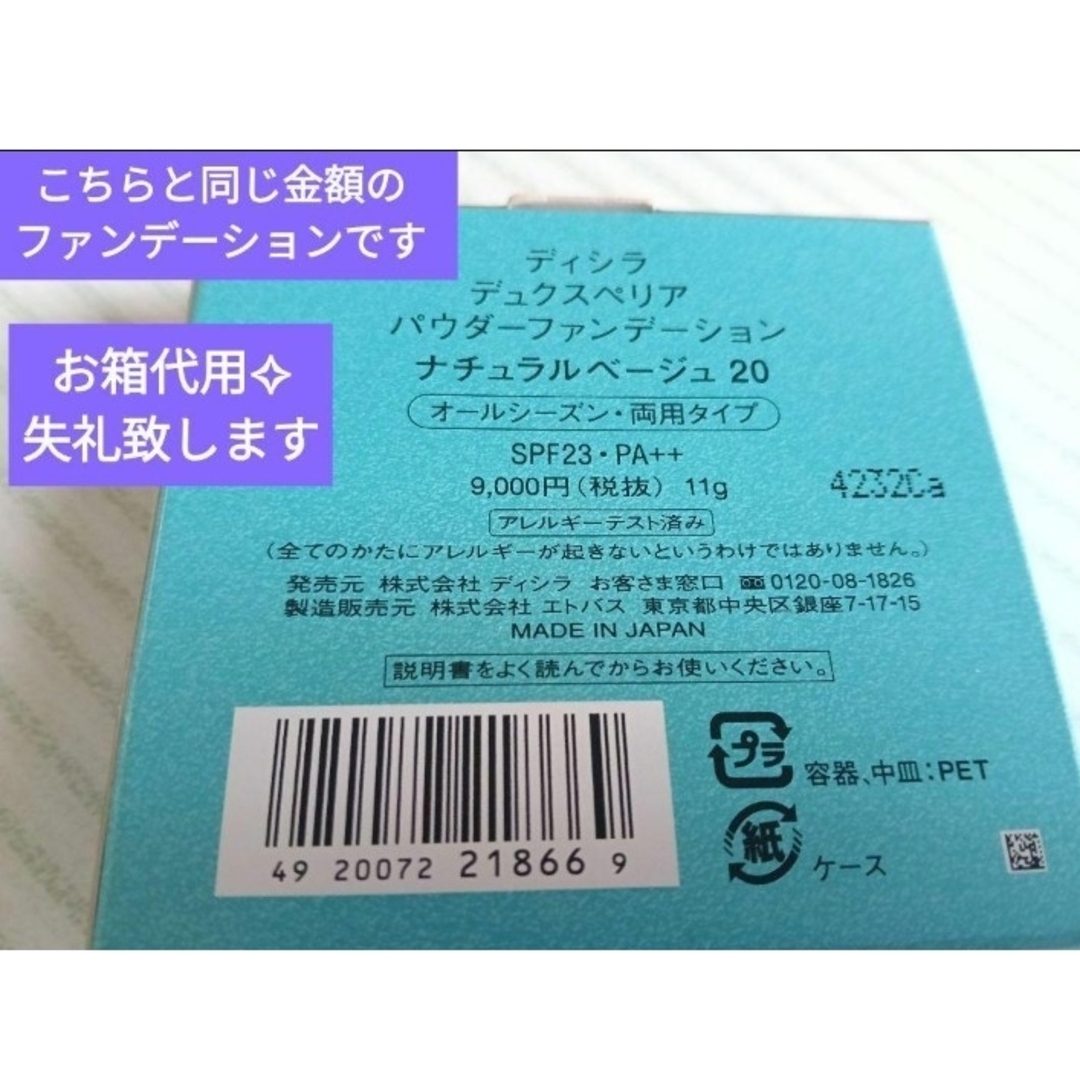 こちらと同じ金額の
ファンデーションです
お箱代用✧
失礼致します
ディシラ
デュクスペリア
パウダーファンデーション
ナチュラルベージュ 20
オールシーズン・両用タイプ
SPF23・PA++
9,000円(税抜) 11g
4232Ca
アレルギーテスト済み
(全てのかたにアレルギーが起きないというわけではありません。)
発売元 株式会社 ディシラ お客さま窓口 ☎0120-08-1826
製造販売元 株式会社 エトバス 東京都中央区銀座7-17-15
MADE IN JAPAN
説明書をよく読んでからお使いください。
49 20072 21866 9
プラ 容器、中皿:PET
紙 ケース